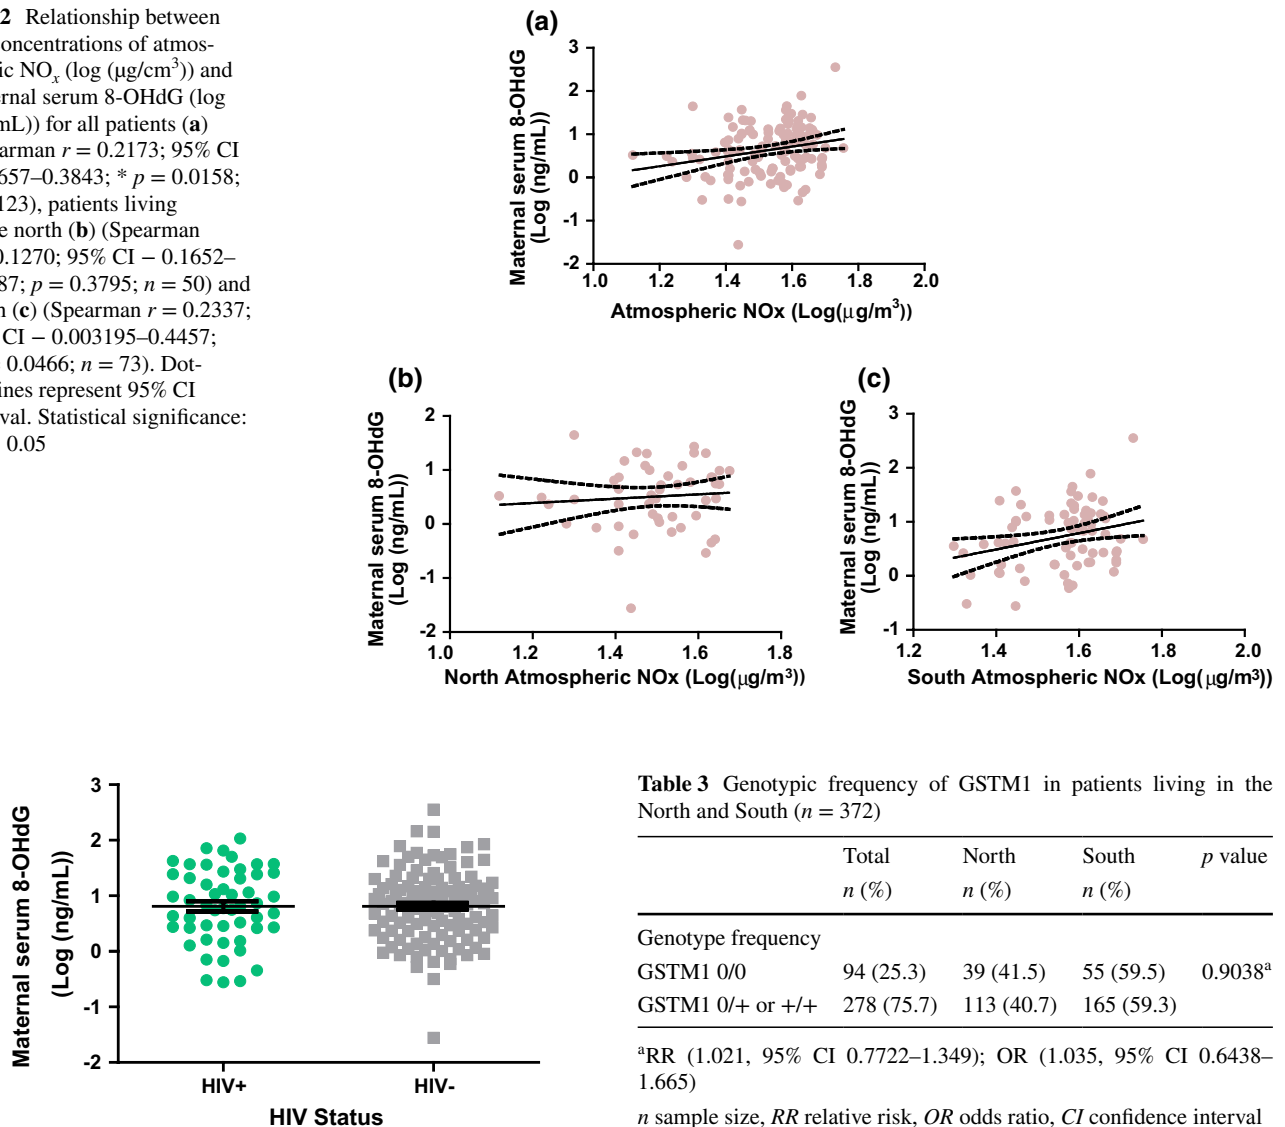 2 Relationship between
oncentrations of atmos-
ic NOx (log (μg/cm3)) and
ernal serum 8-OHdG (log
mL)) for all patients (a)
arman r = 0.2173; 95% CI
657–0.3843; * p = 0.0158;
123), patients living
e north (b) (Spearman
0.1270; 95% CI − 0.1652–
87; p = 0.3795; n = 50) and
n (c) (Spearman r = 0.2337;
CI − 0.003195–0.4457;
0.0466; n = 73). Dot-
ines represent 95% CI
val. Statistical significance:
0.05
(a)
Maternal serum 8-OHdG
(Log (ng/mL))
3
2
1
0
-1
-2
1.0 1.2 1.4 1.6 1.8 2.0
Atmospheric NOx (Log(μg/m3))
(b)
Maternal serum 8-OHdG
(Log (ng/mL))
2
1
0
-1
-2
1.0 1.2 1.4 1.6 1.8
North Atmospheric NOx (Log(μg/m3))
(c)
Maternal serum 8-OHdG
(Log (ng/mL))
3
2
1
0
-1
1.2 1.4 1.6 1.8 2.0
South Atmospheric NOx (Log(μg/m3))
Maternal serum 8-OHdG
(Log (ng/mL))
3
2
1
0
-1
-2
HIV+ HIV-
HIV Status
Table 3 Genotypic frequency of GSTM1 in patients living in the
North and South (n = 372)
Total North South p value
n (%) n (%) n (%)
Genotype frequency
GSTM1 0/0 94 (25.3) 39 (41.5) 55 (59.5) 0.9038a
GSTM1 0/+ or +/+ 278 (75.7) 113 (40.7) 165 (59.3)
aRR (1.021, 95% CI 0.7722–1.349); OR (1.035, 95% CI 0.6438–
1.665)
n sample size, RR relative risk, OR odds ratio, CI confidence interval